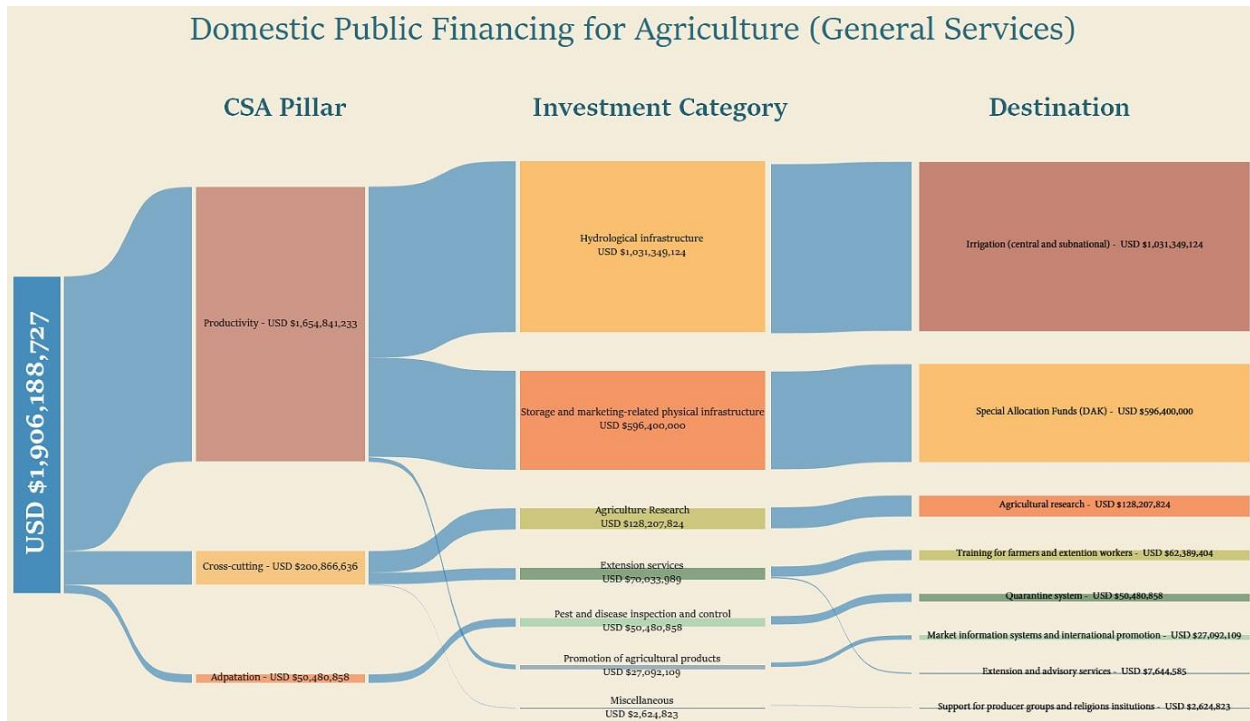 Domestic Public Financing for Agriculture (General Services)
CSA Pillar
Investment Category
Destination
USD $1,906,188,727
Productivity - USD $1,654,841,233
Cross-cutting - USD $200,866,636
Adpatation - USD $50,480,858
Hydrological infrastructure
USD $1,031,349,124
Storage and marketing-related physical infrastructure
USD $596,400,000
Agriculture Research
USD $128,207,824
Extension services
USD $70,033,989
Pest and disease inspection and control
USD $50,480,858
Promotion of agricultural products
USD $27,092,109
Miscellaneous
USD $2,624,823
Irrigation (central and subnational) - USD $1,031,349,124
Special Allocation Funds (DAK) - USD $596,400,000
Agricultural research - USD $128,207,824
Training for farmers and extention workers - USD $62,389,404
Quarantine system - USD $50,480,858
Market information systems and international promotion - USD $27,092,109
Extension and advisory services - USD $7,644,585
Support for producer groups and religions insitutions - USD $2,624,823